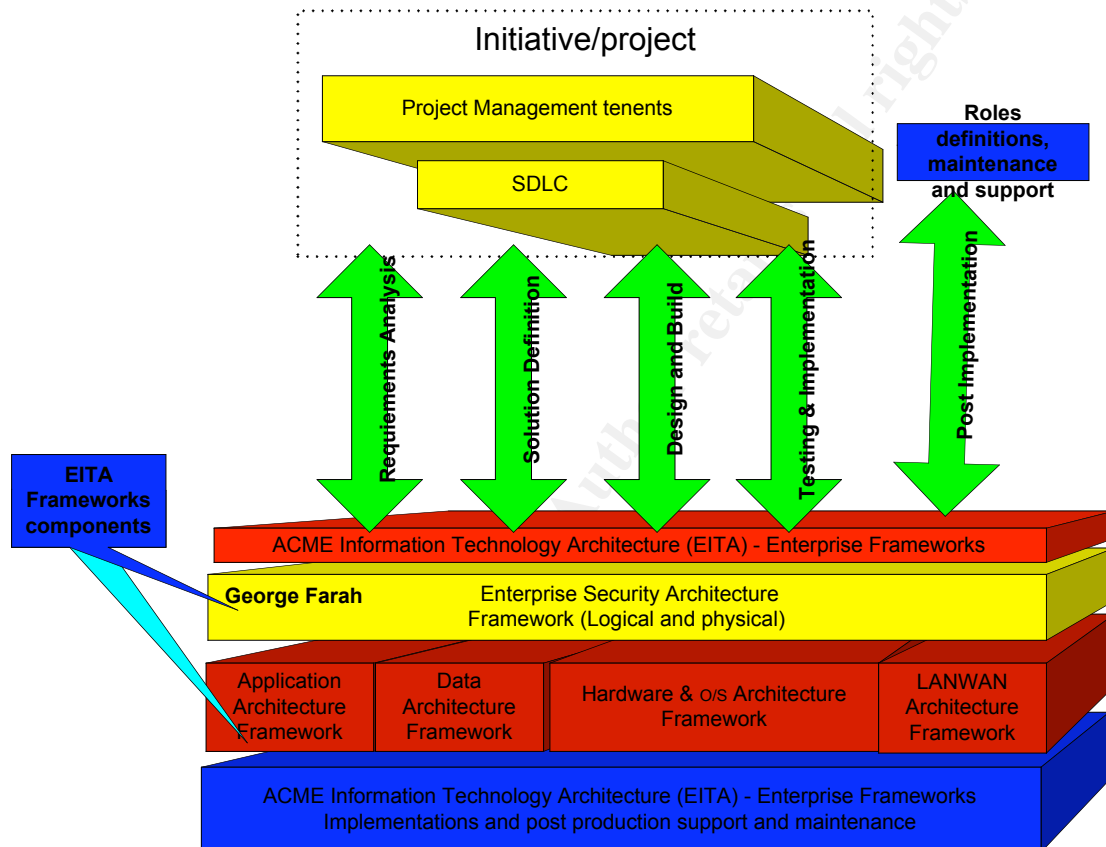 Initiative/project
Project Management tenents
SDLC
Roles
definitions,
maintenance
and support
Requiements Analysis
Solution Definition
Design and Build
Testing & Implementation
Post Implementation
EITA
Frameworks
components
ACME Information Technology Architecture (EITA) - Enterprise Frameworks
George Farah
Enterprise Security Architecture
Framework (Logical and physical)
Application
Architecture
Framework
Data
Architecture
Framework
Hardware & O/S Architecture
Framework
LANWAN
Architecture
Framework
ACME Information Technology Architecture (EITA) - Enterprise Frameworks
Implementations and post production support and maintenance